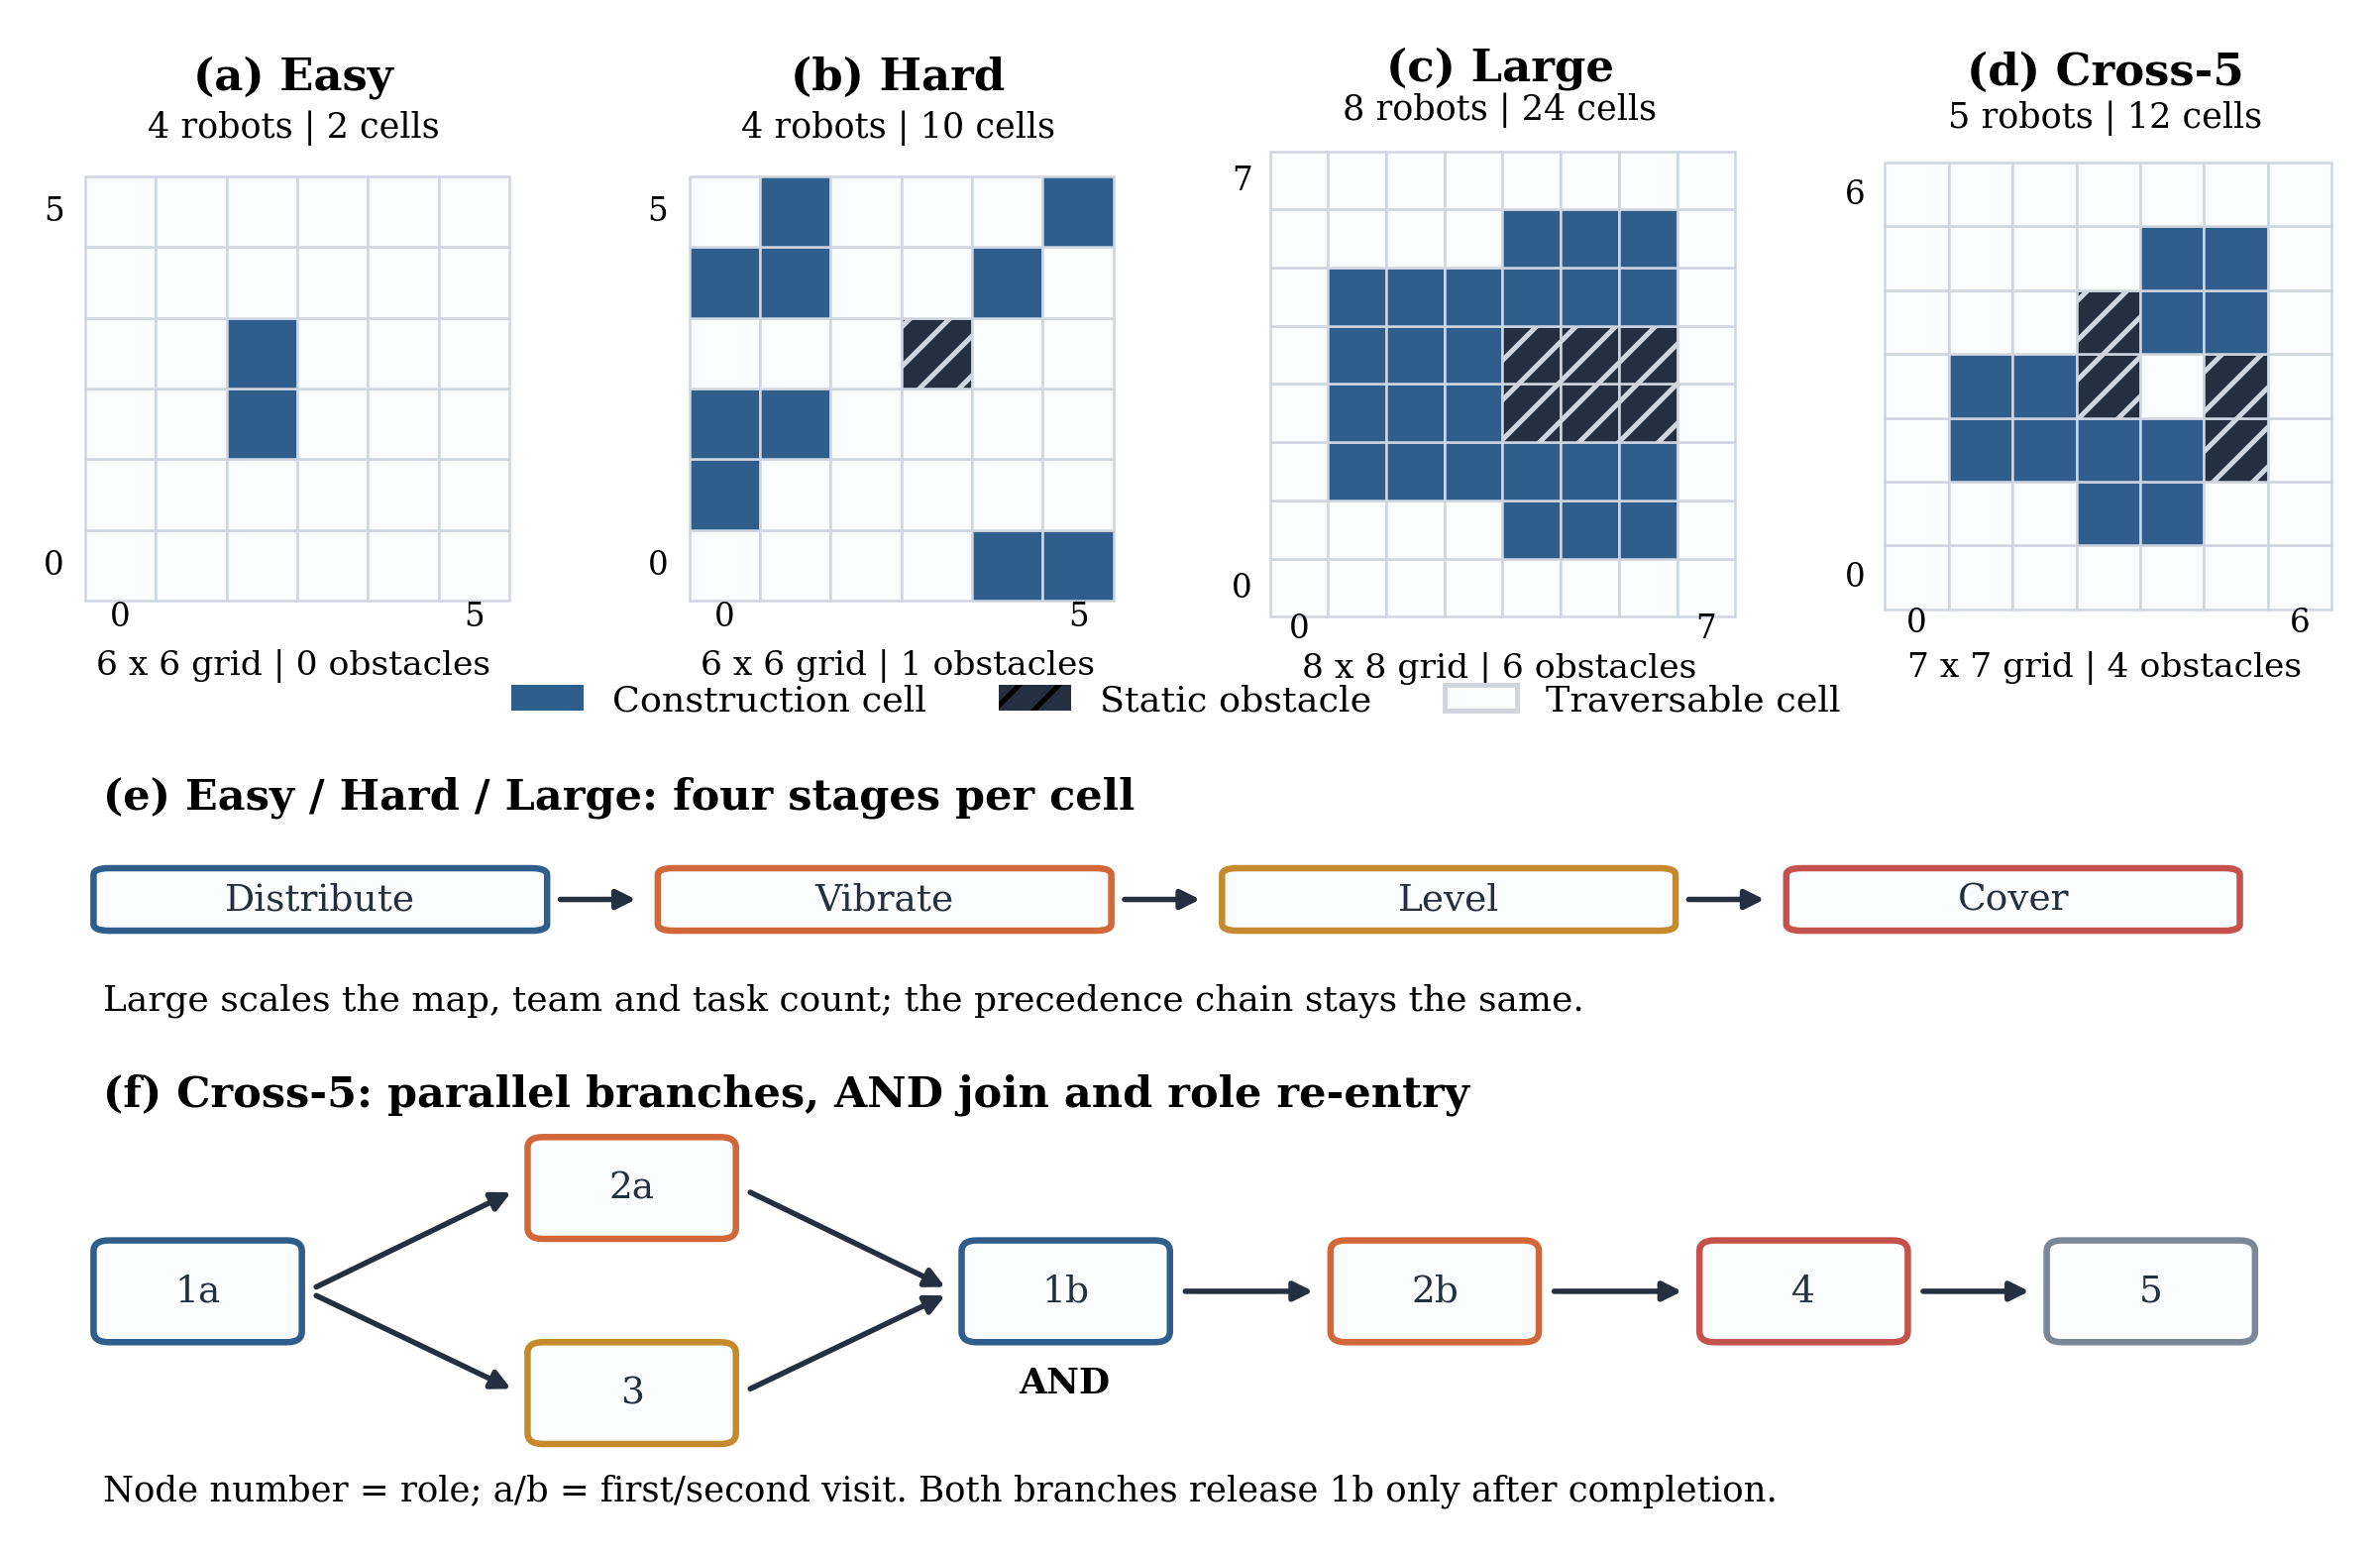 (a) Easy
4 robots | 2 cells
5
0
0 5
6 x 6 grid | 0 obstacles
(b) Hard
4 robots | 10 cells
5
0
0 5
6 x 6 grid | 1 obstacles
(c) Large
8 robots | 24 cells
7
0
0 7
8 x 8 grid | 6 obstacles
(d) Cross-5
5 robots | 12 cells
6
0
0 6
7 x 7 grid | 4 obstacles
Construction cell Static obstacle Traversable cell
(e) Easy / Hard / Large: four stages per cell
Distribute Vibrate Level Cover
Large scales the map, team and task count; the precedence chain stays the same.
(f) Cross-5: parallel branches, AND join and role re-entry
2a
1a 1b 2b 4 5
AND
3
Node number = role; a/b = first/second visit. Both branches release 1b only after completion.